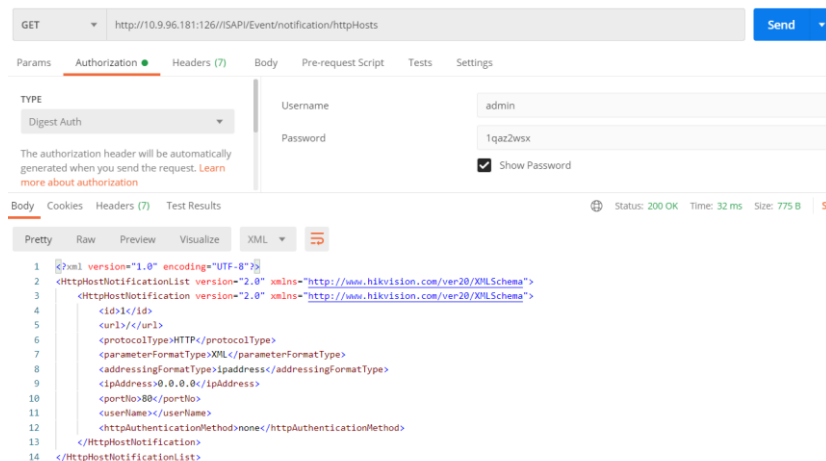 GET http://10.9.96.181:126//ISAPI/Event/notification/httpHosts Send
Params Authorization Headers (7) Body Pre-request Script Tests Settings
TYPE
Digest Auth
The authorization header will be automatically
generated when you send the request. Learn
more about authorization
Username admin
Password 1qaz2wsx
Show Password
Body Cookies Headers (7) Test Results Status: 200 OK Time: 32 ms Size: 775 B S
Pretty Raw Preview Visualize XML
1 <?xml version="1.0" encoding="UTF-8"?>
2 <HttpHostNotificationList version="2.0" xmlns="http://www.hikvision.com/ver20/XMLSchema">
3 <HttpHostNotification version="2.0" xmlns="http://www.hikvision.com/ver20/XMLSchema">
4 <id>1</id>
5 <url>/</url>
6 <protocolType>HTTP</protocolType>
7 <parameterFormatType>XML</parameterFormatType>
8 <addressingFormatType>ipaddress</addressingFormatType>
9 <ipAddress>0.0.0.0</ipAddress>
10 <portNo>80</portNo>
11 <userName></userName>
12 <httpAuthenticationMethod>none</httpAuthenticationMethod>
13 </HttpHostNotification>
14 </HttpHostNotificationList>